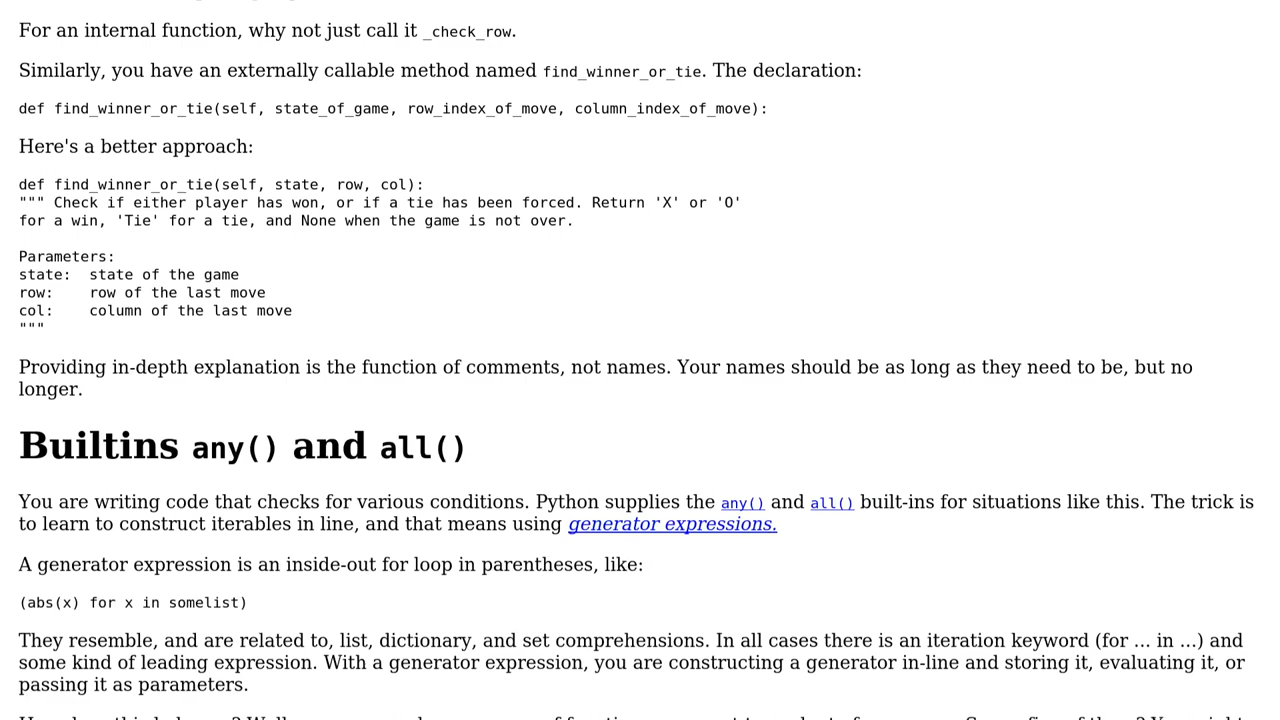 For an internal function, why not just call it _check_row.
Similarly, you have an externally callable method named find_winner_or_tie. The declaration:
def find_winner_or_tie(self, state_of_game, row_index_of_move, column_index_of_move):
Here's a better approach:
def find_winner_or_tie(self, state, row, col):
""" Check if either player has won, or if a tie has been forced. Return 'X' or 'O'
for a win, 'Tie' for a tie, and None when the game is not over.
Parameters:
state:  state of the game
row:    row of the last move
col:    column of the last move
"""
Providing in-depth explanation is the function of comments, not names. Your names should be as long as they need to be, but no
longer.
Builtins any() and all()
You are writing code that checks for various conditions. Python supplies the any() and all() built-ins for situations like this. The trick is
to learn to construct iterables in line, and that means using generator expressions.
A generator expression is an inside-out for loop in parentheses, like:
(abs(x) for x in somelist)
They resemble, and are related to, list, dictionary, and set comprehensions. In all cases there is an iteration keyword (for ... in ...) and
some kind of leading expression. With a generator expression, you are constructing a generator in-line and storing it, evaluating it, or
passing it as parameters.